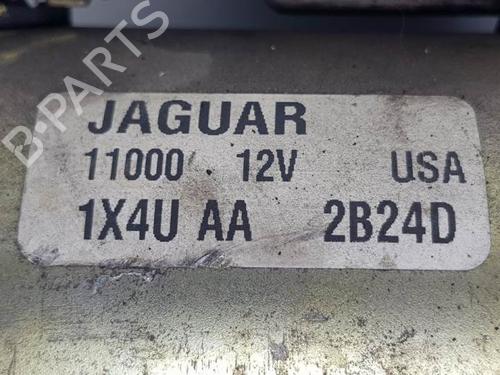 JAGUAR
11000 12V USA
1X4U AA 2B24D
B-PARTS